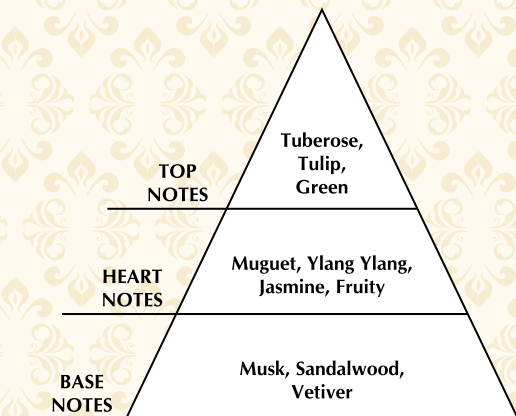 Tuberose,
Tulip,
Green
TOP
NOTES
Muguet, Ylang Ylang,
Jasmine, Fruity
HEART
NOTES
Musk, Sandalwood,
Vetiver
BASE
NOTES